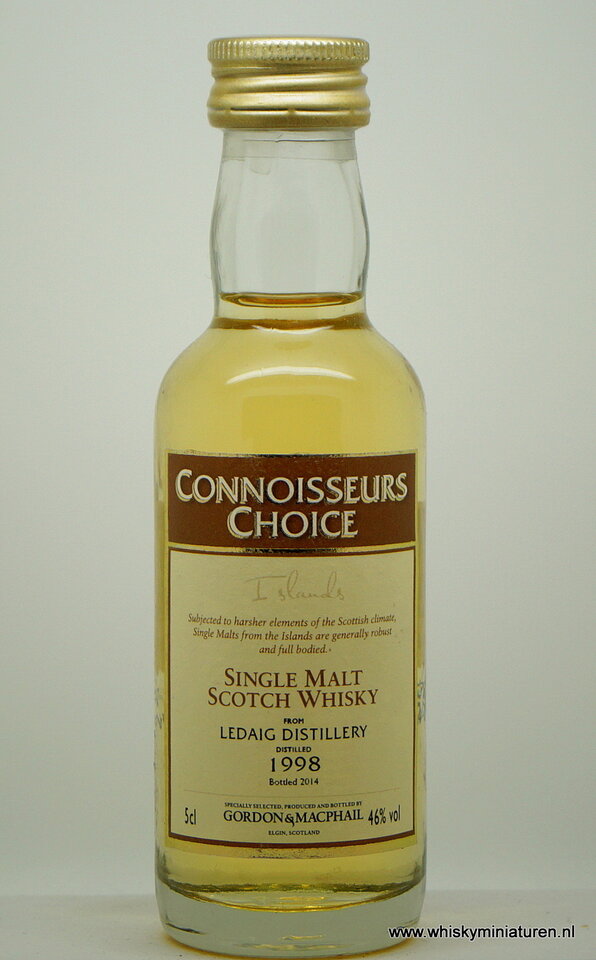 CONNOISSEURS
CHOICE
Islands
Subjected to harsher elements of the Scottish climate,
Single Malts from the Islands are generally robust
and full bodied.
SINGLE MALT
SCOTCH WHISKY
FROM
LEDAIG DISTILLERY
DISTILLED
1998
Bottled 2014
SPECIALLY SELECTED, PRODUCED AND BOTTLED BY
5cl GORDON & MACPHAIL 46% vol
ELGIN, SCOTLAND
www.whiskyminiaturen.nl